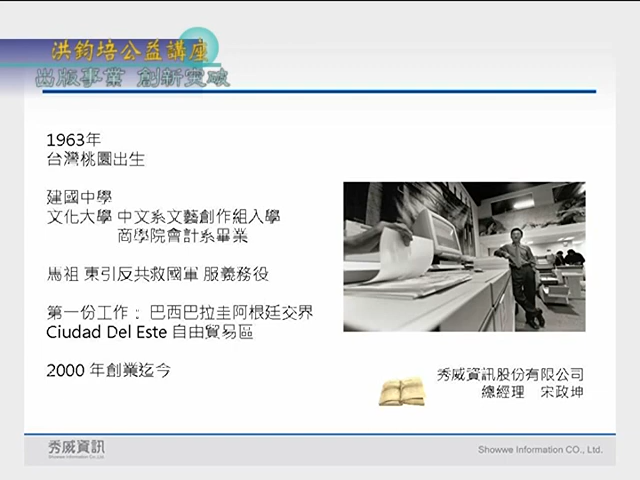 洪鈞培公益講座
出版事業 創新突破
1963年
台灣桃園出生
建國中學
文化大學 中文系文藝創作組入學
商學院會計系畢業
馬祖 東引反共救國軍 服義務役
第一份工作： 巴西巴拉圭阿根廷交界
Ciudad Del Este 自由貿易區
2000 年創業迄今
秀威資訊股份有限公司
總經理 宋政坤
秀威資訊
Showwe Information Co.,Ltd.
Showwe Information CO., Ltd.